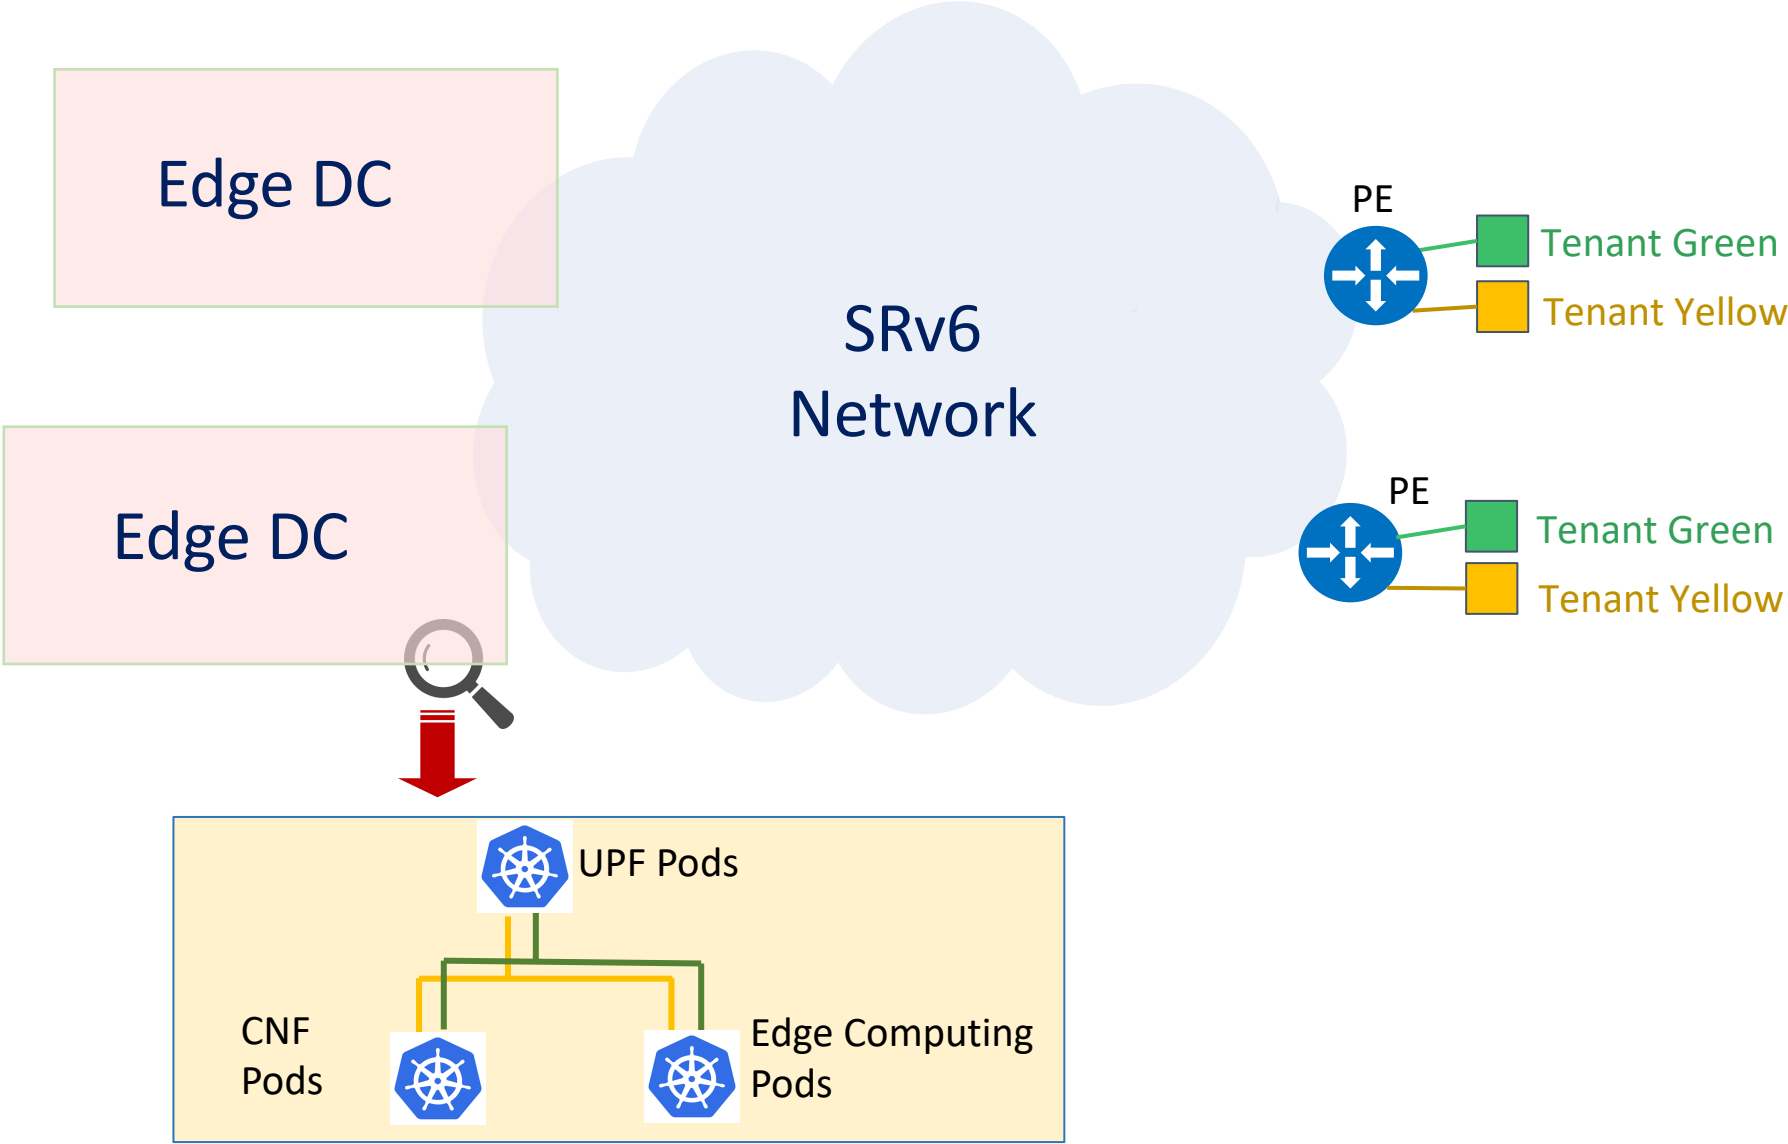 Edge DC
SRv6
Network
PE
Tenant Green
Tenant Yellow
Edge DC
PE
Tenant Green
Tenant Yellow
UPF Pods
CNF
Pods
Edge Computing
Pods